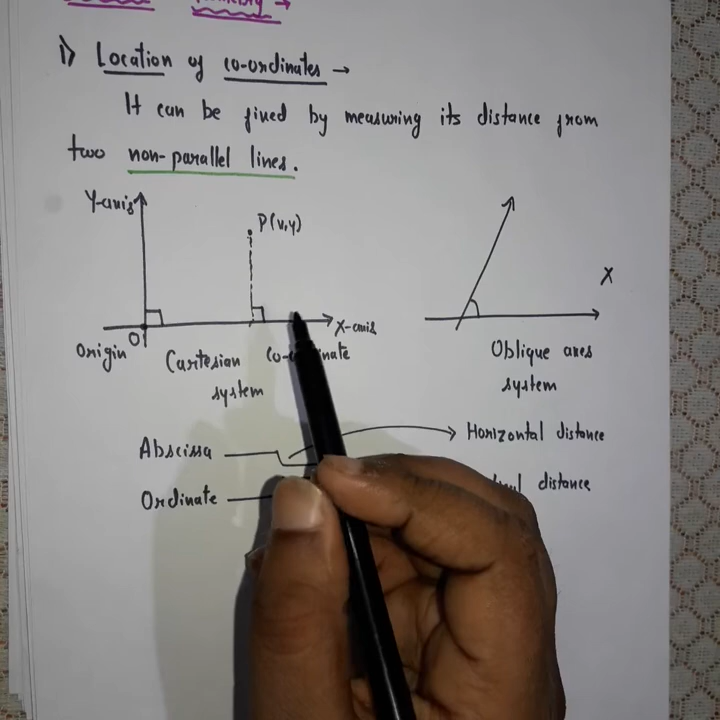 1) Location of co-ordinates →
It can be fixed by measuring its distance from
two non-parallel lines.
Y-axis
P(x,y)
X
X-axis
O
Origin
Cartesian
system
Oblique axes
system
Abscissa
Horizontal distance
Ordinate
distance